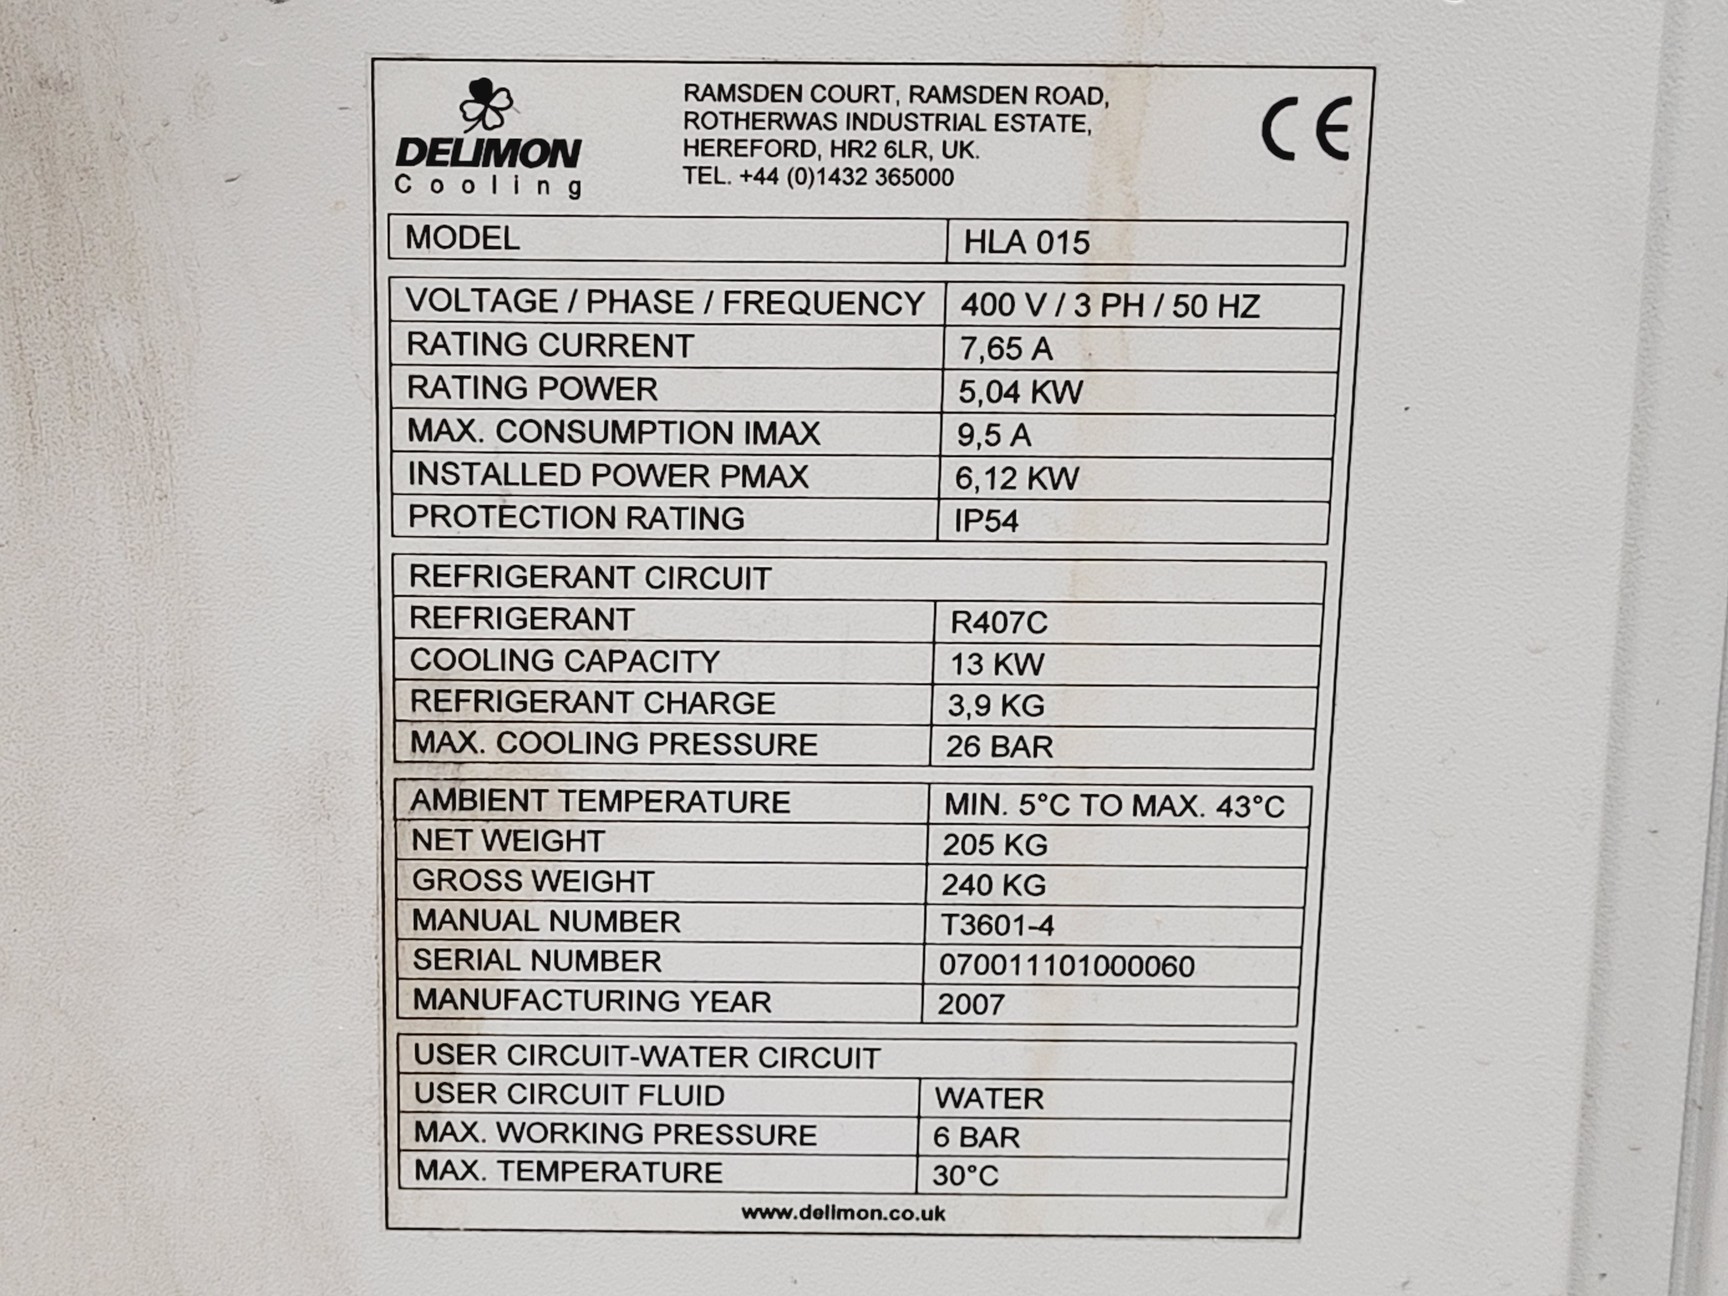 DELIMON
Cooling
RAMSDEN COURT, RAMSDEN ROAD,
ROTHERWAS INDUSTRIAL ESTATE,
HEREFORD, HR2 6LR, UK.
TEL. +44 (0)1432 365000
CE
MODEL HLA 015
VOLTAGE / PHASE / FREQUENCY 400 V / 3 PH / 50 HZ
RATING CURRENT 7,65 A
RATING POWER 5,04 KW
MAX. CONSUMPTION IMAX 9,5 A
INSTALLED POWER PMAX 6,12 KW
PROTECTION RATING IP54
REFRIGERANT CIRCUIT
REFRIGERANT R407C
COOLING CAPACITY 13 KW
REFRIGERANT CHARGE 3,9 KG
MAX. COOLING PRESSURE 26 BAR
AMBIENT TEMPERATURE MIN. 5°C TO MAX. 43°C
NET WEIGHT 205 KG
GROSS WEIGHT 240 KG
MANUAL NUMBER T3601-4
SERIAL NUMBER 070011101000060
MANUFACTURING YEAR 2007
USER CIRCUIT-WATER CIRCUIT
USER CIRCUIT FLUID WATER
MAX. WORKING PRESSURE 6 BAR
MAX. TEMPERATURE 30°C
www.delimon.co.uk